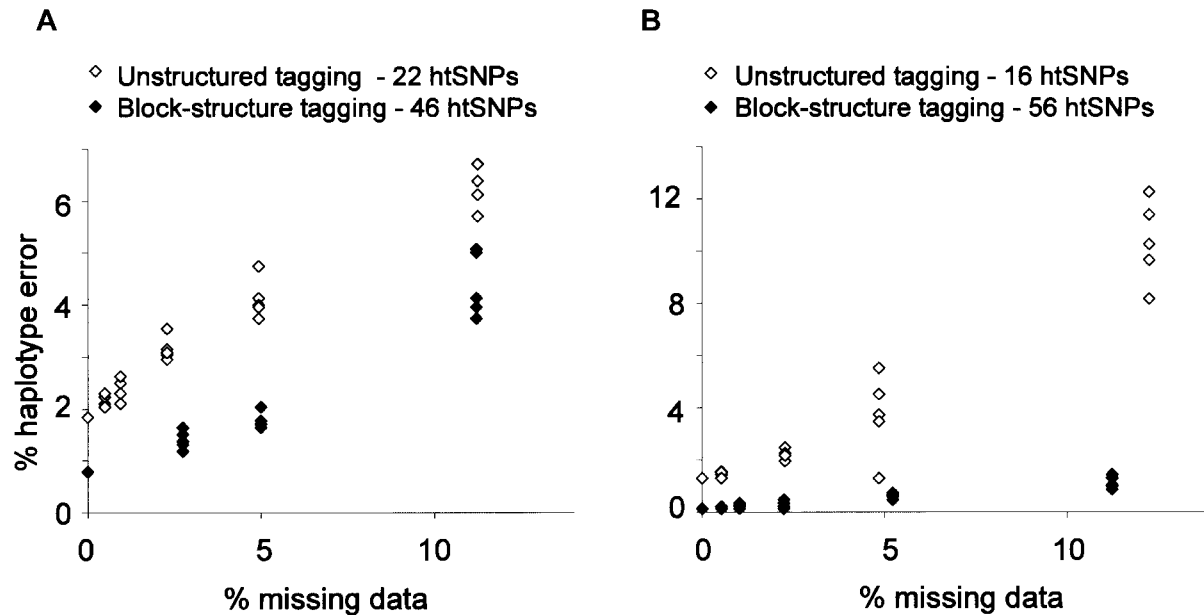 A
◇ Unstructured tagging - 22 htSNPs
◆ Block-structure tagging - 46 htSNPs
% haplotype error
6
4
2
0
0 5 10
% missing data
B
◇ Unstructured tagging - 16 htSNPs
◆ Block-structure tagging - 56 htSNPs
12
8
4
0
0 5 10
% missing data